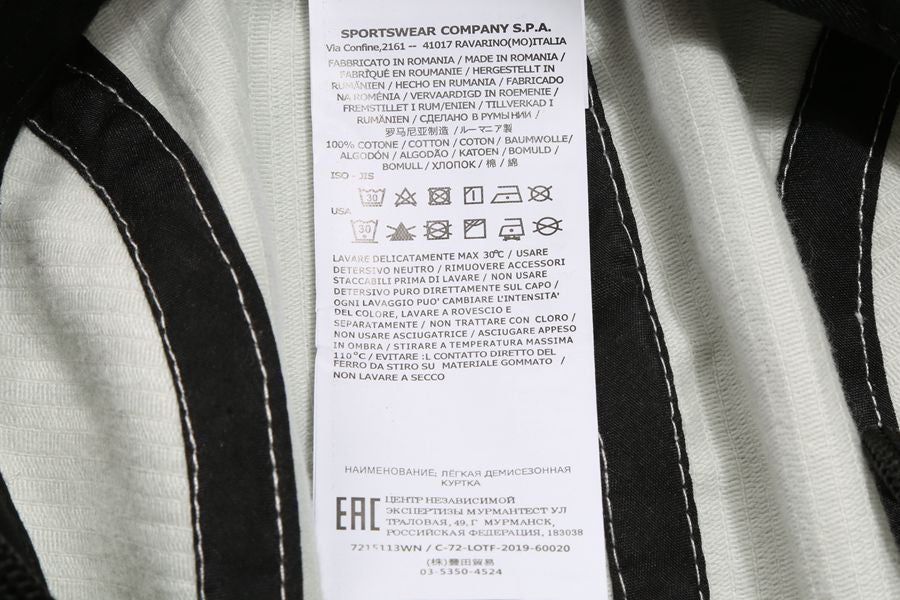 SPORTSWEAR COMPANY S.P.A.
Via Confine,2161 -- 41017 RAVARINO(MO)ITALIA
FABBRICATO IN ROMANIA / MADE IN ROMANIA /
FABRIQUÉ EN ROUMANIE / HERGESTELLT IN
RUMÄNIEN / HECHO EN RUMANIA / FABRICADO
NA ROMÉNIA / VERVAARDIGD IN ROEMENIE /
FREMSTILLET I RUM/ENIEN / TILLVERKAD I
RUMÄNIEN / СДЕЛАНО В РУМЫНИИ /
罗马尼亚制造 / ルーマニア製
100% COTONE / COTTON / COTON / BAUMWOLLE/
ALGODÓN / ALGODÃO / KATOEN / BOMULD /
BOMULL / ХЛОПОК / 棉 / 綿
ISO - JIS
30
USA
30
LAVARE DELICATAMENTE MAX 30°C / USARE
DETERSIVO NEUTRO / RIMUOVERE ACCESSORI
STACCABILI PRIMA DI LAVARE / NON USARE
DETERSIVO PURO DIRETTAMENTE SUL CAPO /
OGNI LAVAGGIO PUO' CAMBIARE L'INTENSITA'
DEL COLORE, LAVARE A ROVESCIO E
SEPARATAMENTE / NON TRATTARE CON CLORO /
NON USARE ASCIUGATRICE / ASCIUGARE APPESO
IN OMBRA / STIRARE A TEMPERATURA MASSIMA
110°C / EVITARE :L CONTATTO DIRETTO DEL
FERRO DA STIRO SU MATERIALE GOMMATO /
NON LAVARE A SECCO
НАИМЕНОВАНИЕ: ЛЁГКАЯ ДЕМИСЕЗОННАЯ
КУРТКА
EAC ЦЕНТР НЕЗАВИСИМОЙ
ЭКСПЕРТИЗЫ МУРМАНТЕСТ УЛ
ТРАЛОВАЯ, 49, Г МУРМАНСК,
РОССИЙСКАЯ ФЕДЕРАЦИЯ, 183038
7215113WN / C-72-LOTF-2019-60020
(株)豊田貿易
03-5350-4524